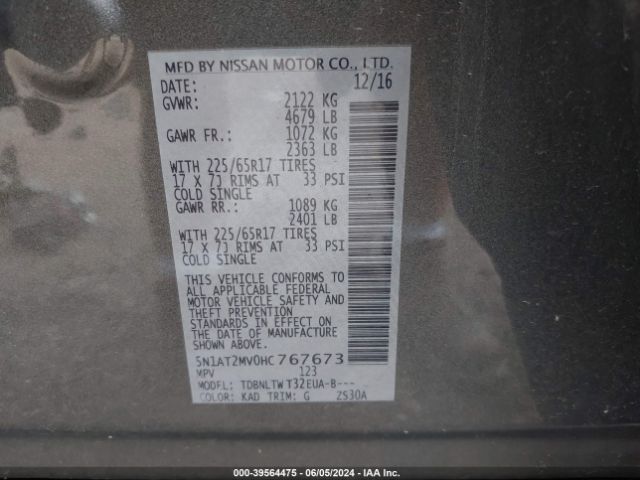 MFD BY NISSAN MOTOR CO., LTD.
DATE: 12/16
GVWR: 2122 KG
4679 LB
GAWR FR.: 1072 KG
2363 LB
WITH 225/65R17 TIRES
17 X 7J RIMS AT 33 PSI
COLD SINGLE
GAWR RR.: 1089 KG
2401 LB
WITH 225/65R17 TIRES
17 X 7J RIMS AT 33 PSI
COLD SINGLE
THIS VEHICLE CONFORMS TO
ALL APPLICABLE FEDERAL
MOTOR VEHICLE SAFETY AND
THEFT PREVENTION
STANDARDS IN EFFECT ON
THE DATE OF MANUFACTURE
SHOWN ABOVE.
5N1AT2MV0HC767673
MPV 123
MODEL: TDBNLTW T32EUA-B---
COLOR: KAD TRIM: G ZS30A
000-39564475 - 06/05/2024 - IAA Inc.